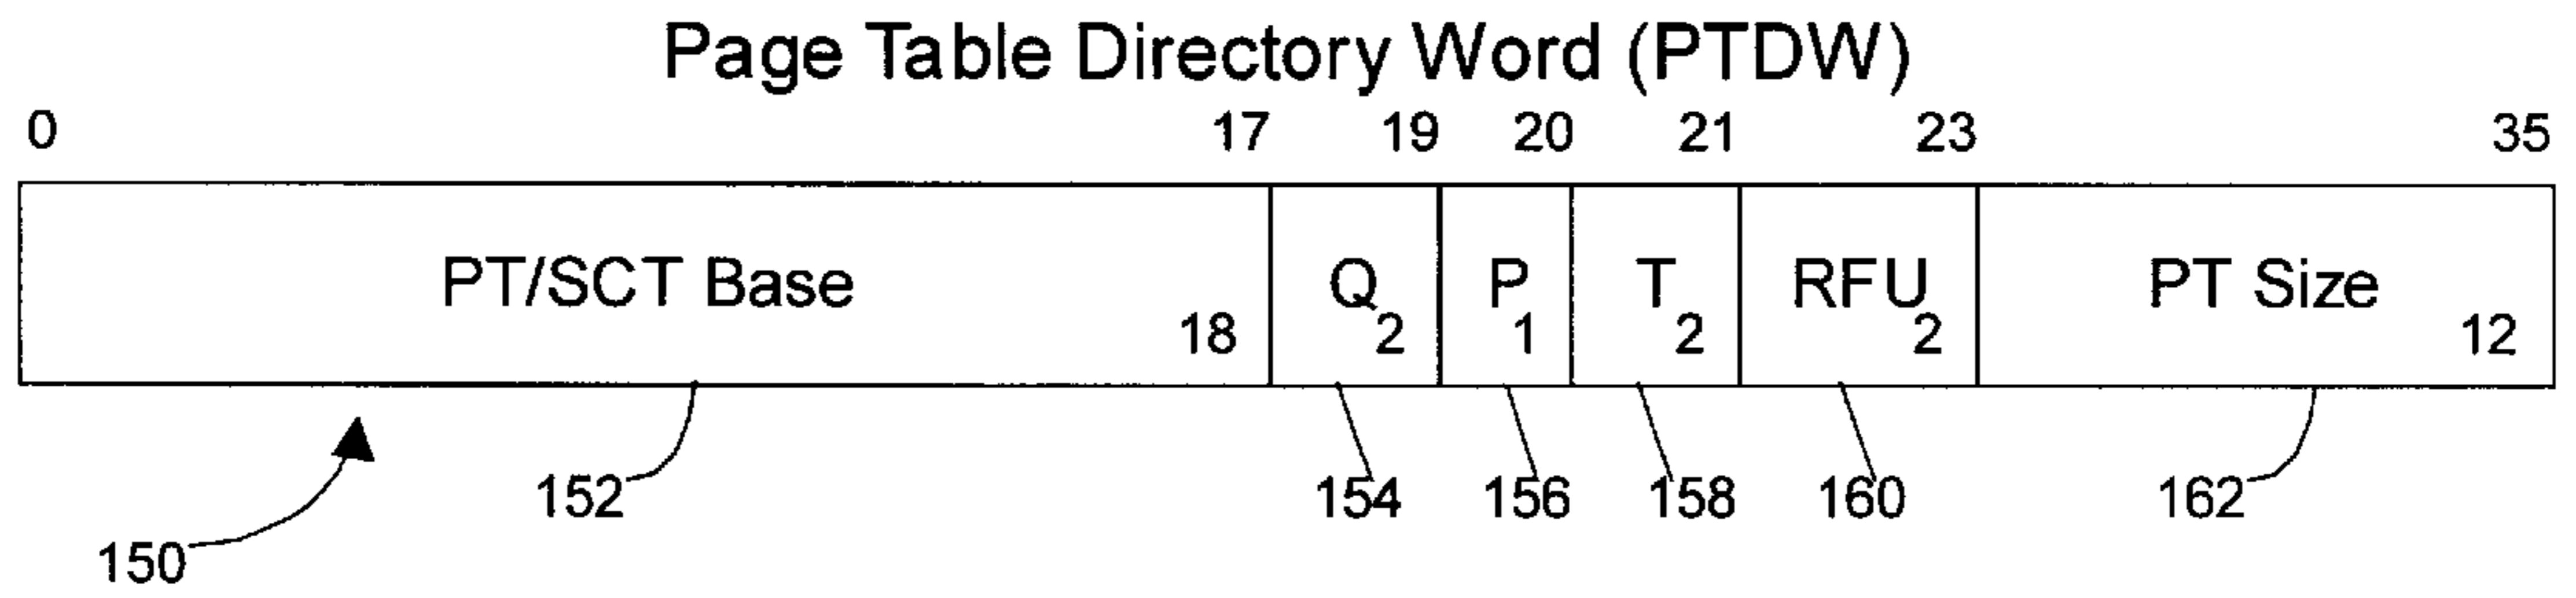 Page Table Directory Word (PTDW)
0 17 19 20 21 23 35
PT/SCT Base Q P T RFU PT Size
18 2 1 2 2 12
152 154 156 158 160 162
150